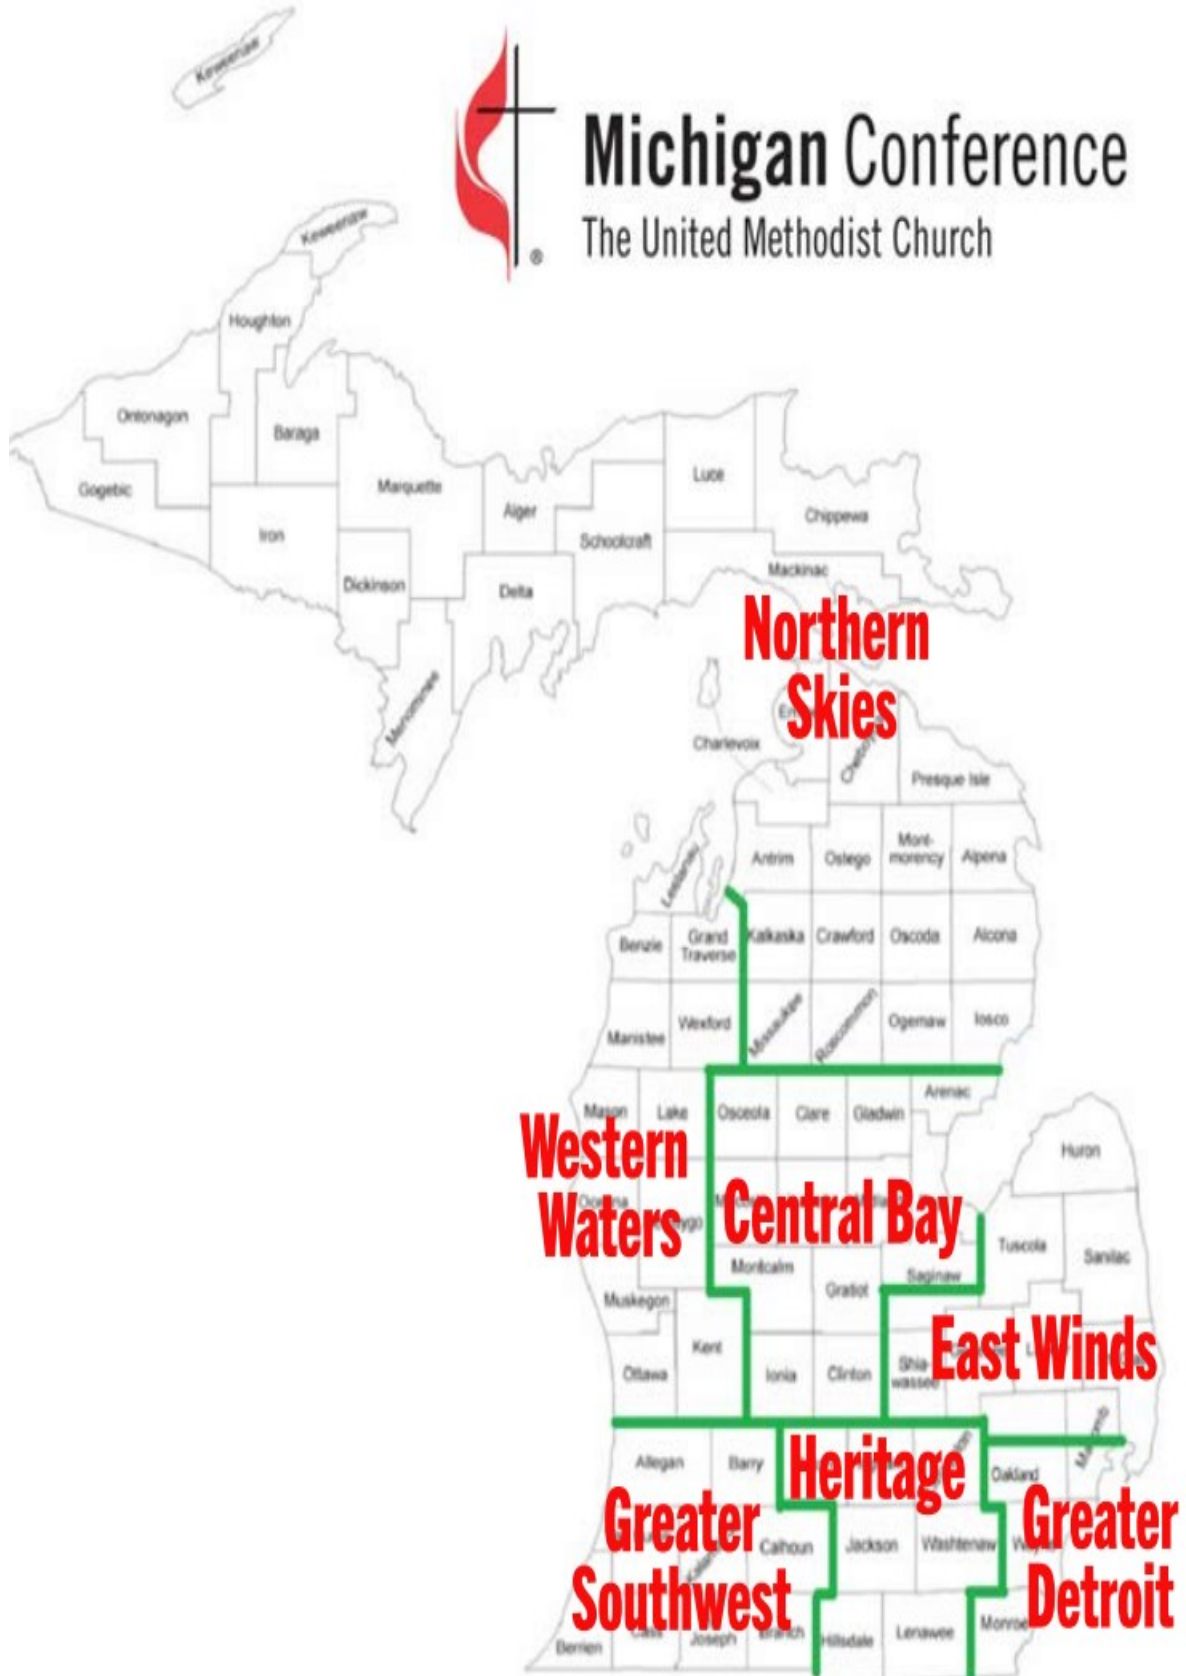 Keweenaw
Michigan Conference
The United Methodist Church
®
Keweenaw
Houghton
Ontonagon
Baraga
Gogebic
Marquette
Luce
Alger
Chippewa
Iron
Schoolcraft
Mackinac
Dickinson
Delta
Northern
Skies
Menominee
Charlevoix
Presque Isle
Antrim
Otsego
Mont-
morency
Alpena
Leelanau
Benzie
Grand
Traverse
Kalkaska
Crawford
Oscoda
Alcona
Manistee
Wexford
Missaukee
Roscommon
Ogemaw
Iosco
Mason
Lake
Osceola
Clare
Gladwin
Arenac
Huron
Western
Waters
Central Bay
Tuscola
Sanilac
Montcalm
Gratiot
Saginaw
Muskegon
East Winds
Kent
Ottawa
Ionia
Clinton
Shia-
wassee
Macomb
Allegan
Barry
Heritage
Oakland
Greater
Southwest
Calhoun
Jackson
Washtenaw
Greater
Detroit
Berrien
Cass
Joseph
Branch
Hillsdale
Lenawee
Monroe